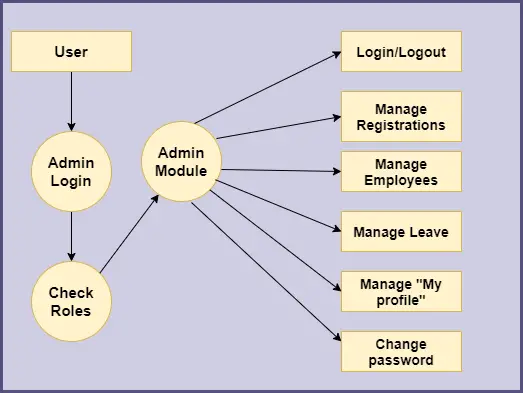 User
Admin
Login
Check
Roles
Admin
Module
Login/Logout
Manage
Registrations
Manage
Employees
Manage Leave
Manage "My
profile"
Change
password